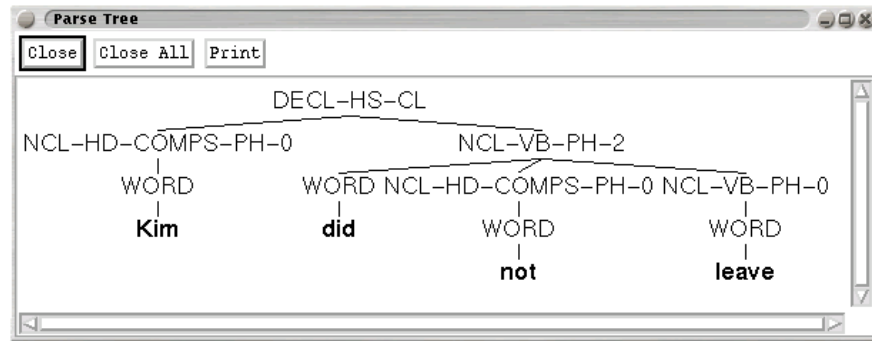 Parse Tree
Close Close All Print
DECL-HS-CL
NCL-HD-COMPS-PH-0 NCL-VB-PH-2
WORD WORD NCL-HD-COMPS-PH-0 NCL-VB-PH-0
Kim did WORD WORD
not leave